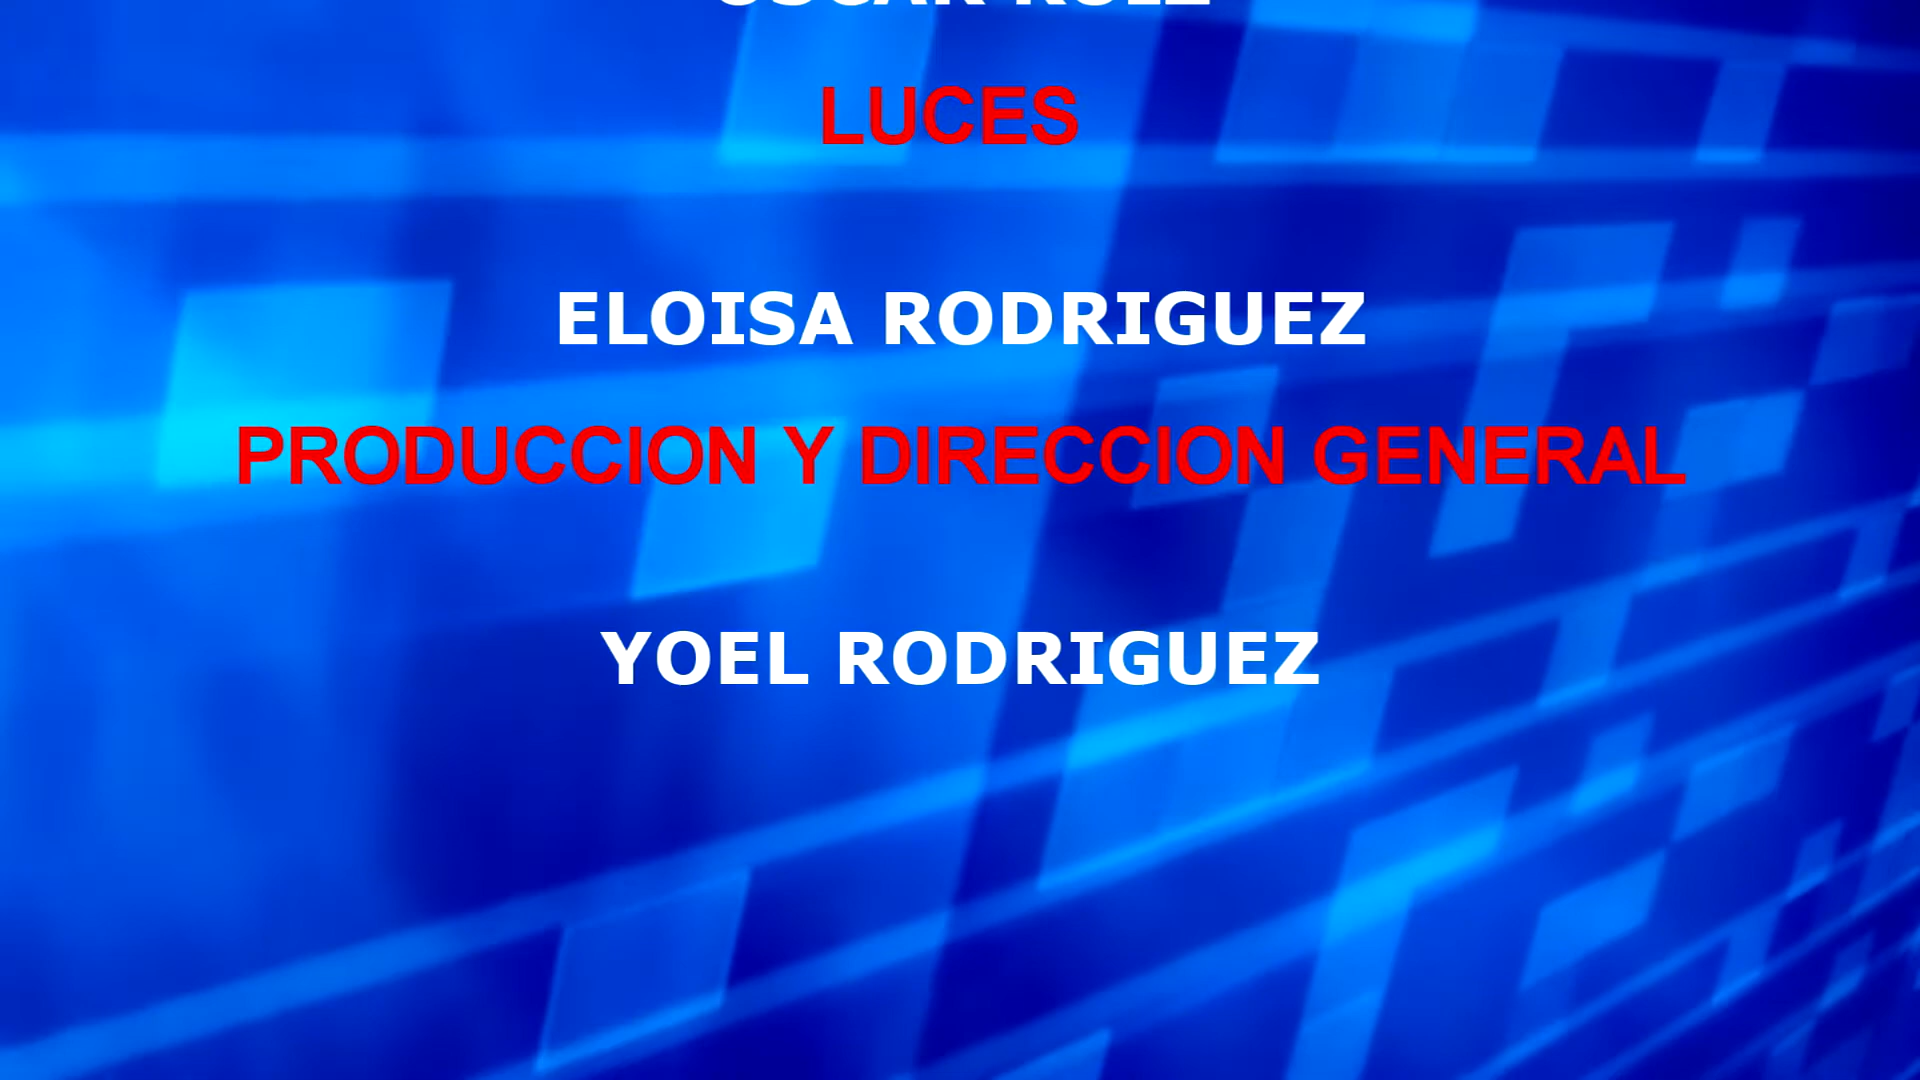 LUCES
ELOISA RODRIGUEZ
PRODUCCION Y DIRECCION GENERAL
YOEL RODRIGUEZ